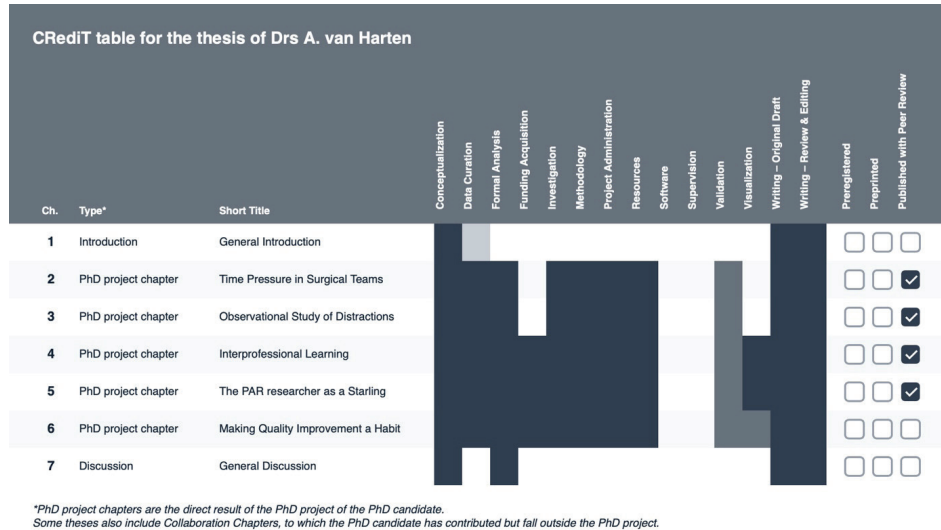 CRediT table for the thesis of Drs A. van Harten
Conceptualization
Data Curation
Formal Analysis
Funding Acquisition
Investigation
Methodology
Project Administration
Resources
Software
Supervision
Validation
Visualization
Writing – Original Draft
Writing – Review & Editing
Preregistered
Preprinted
Published with Peer Review
Ch. Type* Short Title
1 Introduction General Introduction
2 PhD project chapter Time Pressure in Surgical Teams
3 PhD project chapter Observational Study of Distractions
4 PhD project chapter Interprofessional Learning
5 PhD project chapter The PAR researcher as a Starling
6 PhD project chapter Making Quality Improvement a Habit
7 Discussion General Discussion
*PhD project chapters are the direct result of the PhD project of the PhD candidate.
Some theses also include Collaboration Chapters, to which the PhD candidate has contributed but fall outside the PhD project.